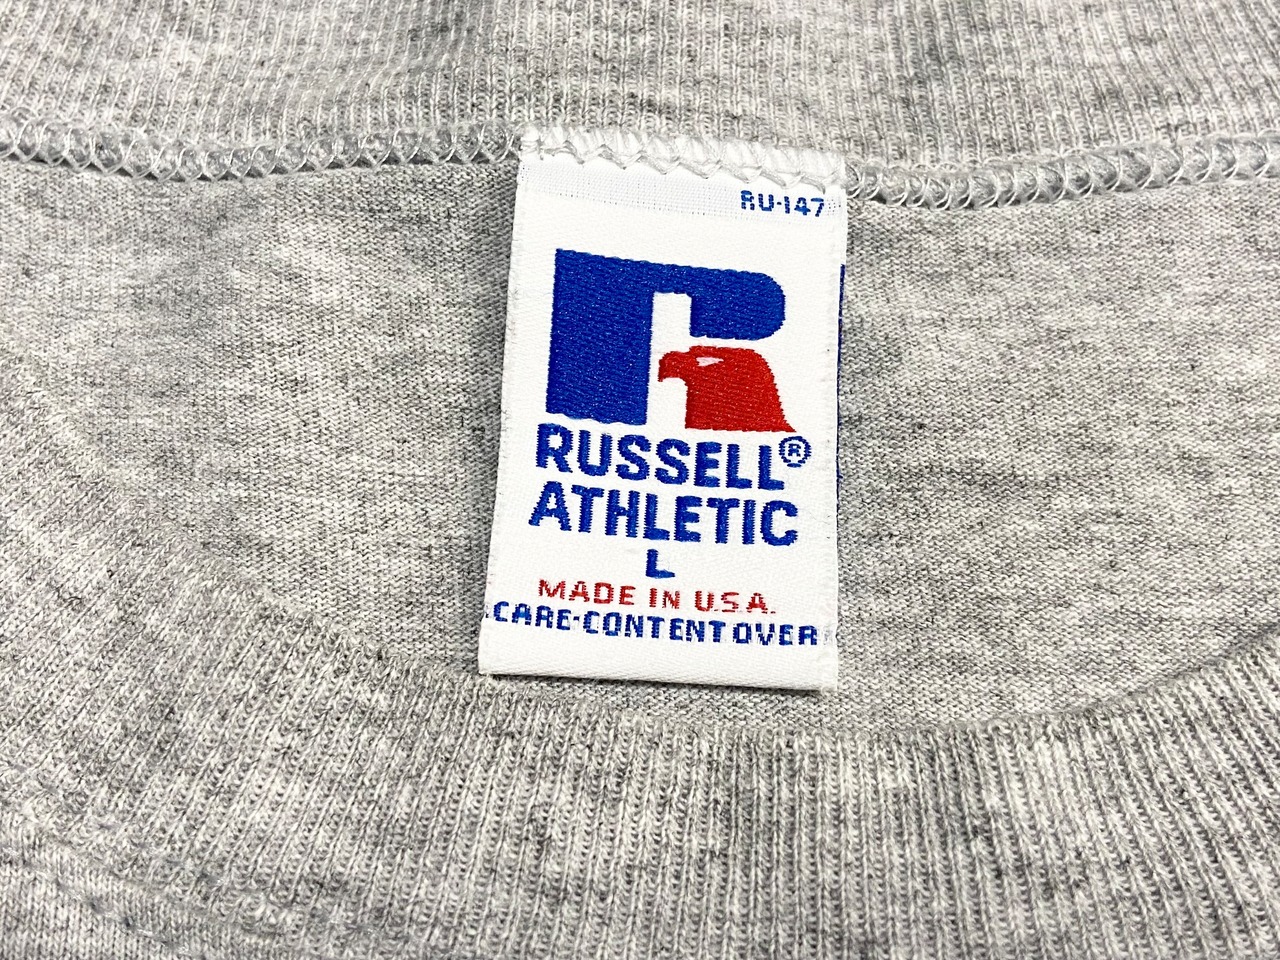 RU-147
RUSSELL®
ATHLETIC
L
MADE IN U.S.A.
CARE-CONTENT OVER